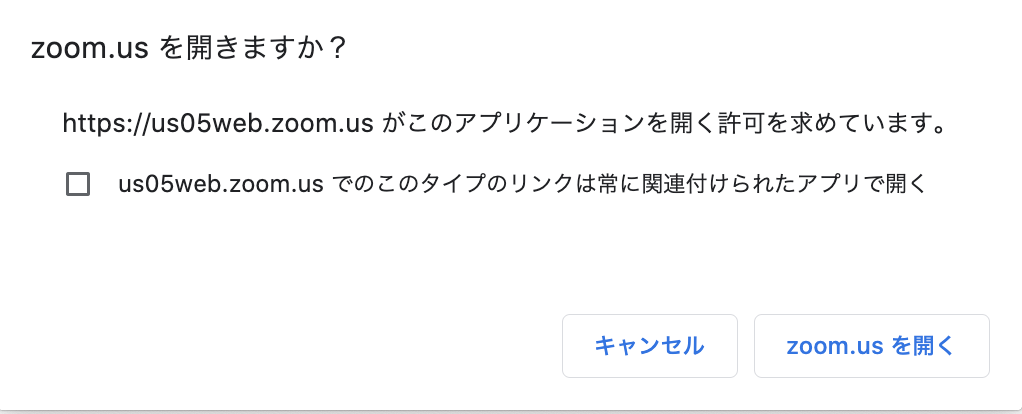 zoom.us を開きますか？
https://us05web.zoom.us がこのアプリケーションを開く許可を求めています。
us05web.zoom.us でのこのタイプのリンクは常に関連付けられたアプリで開く
キャンセル
zoom.us を開く